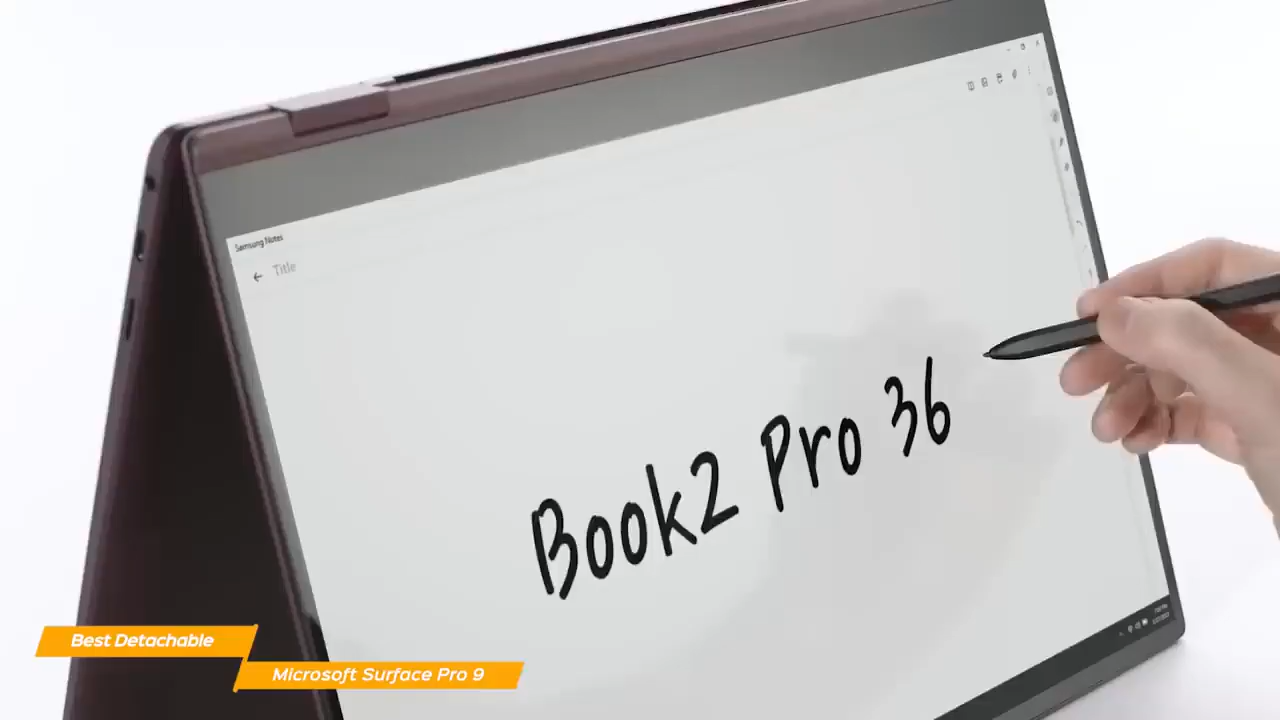 Samsung Notes
Title
Book2 Pro 36
Best Detachable
Microsoft Surface Pro 9